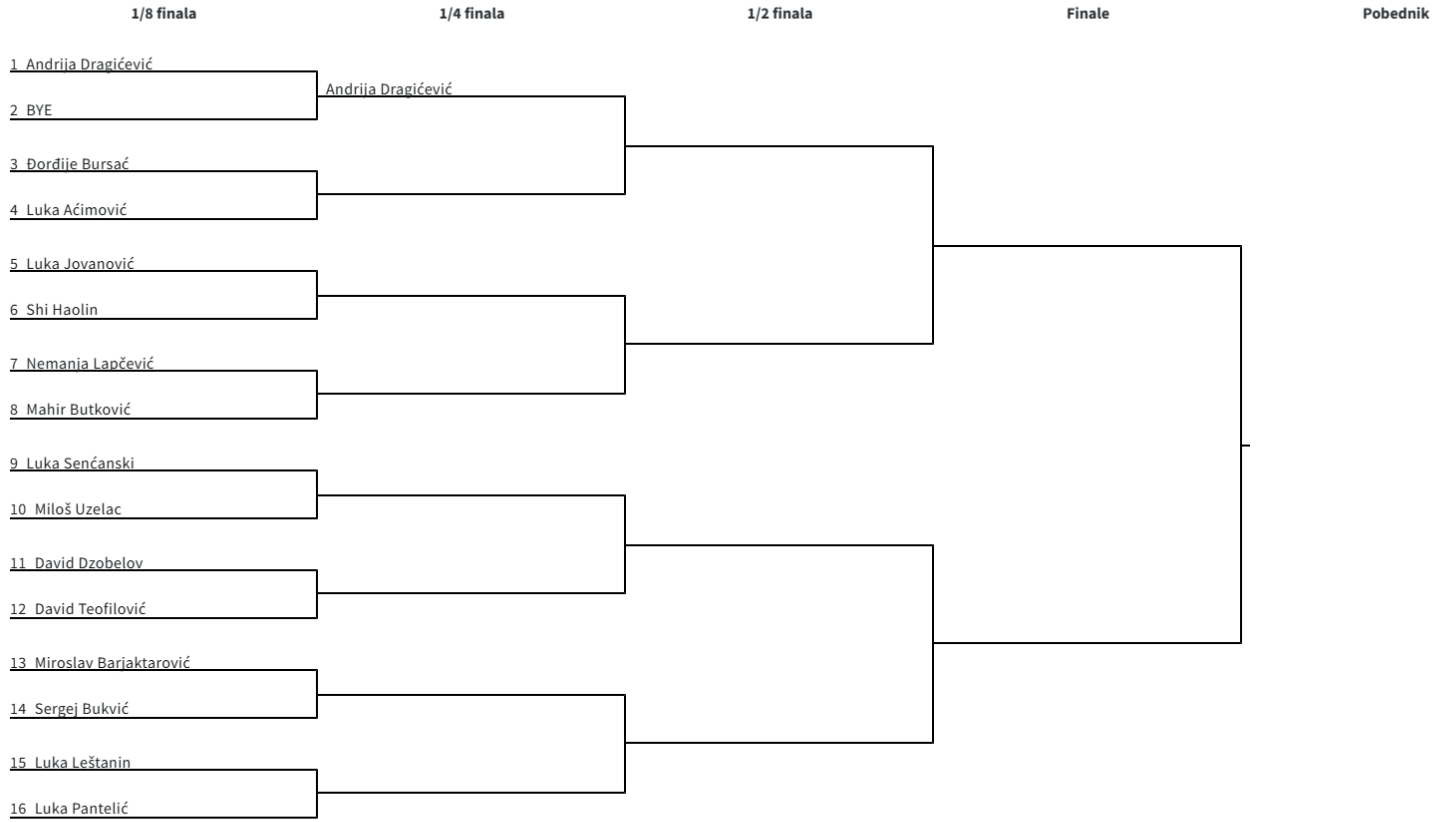 1/8 finala 1/4 finala 1/2 finala Finale Pobednik
1 Andrija Dragićević
Andrija Dragićević
2 BYE
3 Đorđije Bursać
4 Luka Aćimović
5 Luka Jovanović
6 Shi Haolin
7 Nemanja Lapčević
8 Mahir Butković
9 Luka Senćanski
10 Miloš Uzelac
11 David Dzobelov
12 David Teofilović
13 Miroslav Barjaktarović
14 Sergej Bukvić
15 Luka Leštanin
16 Luka Pantelić